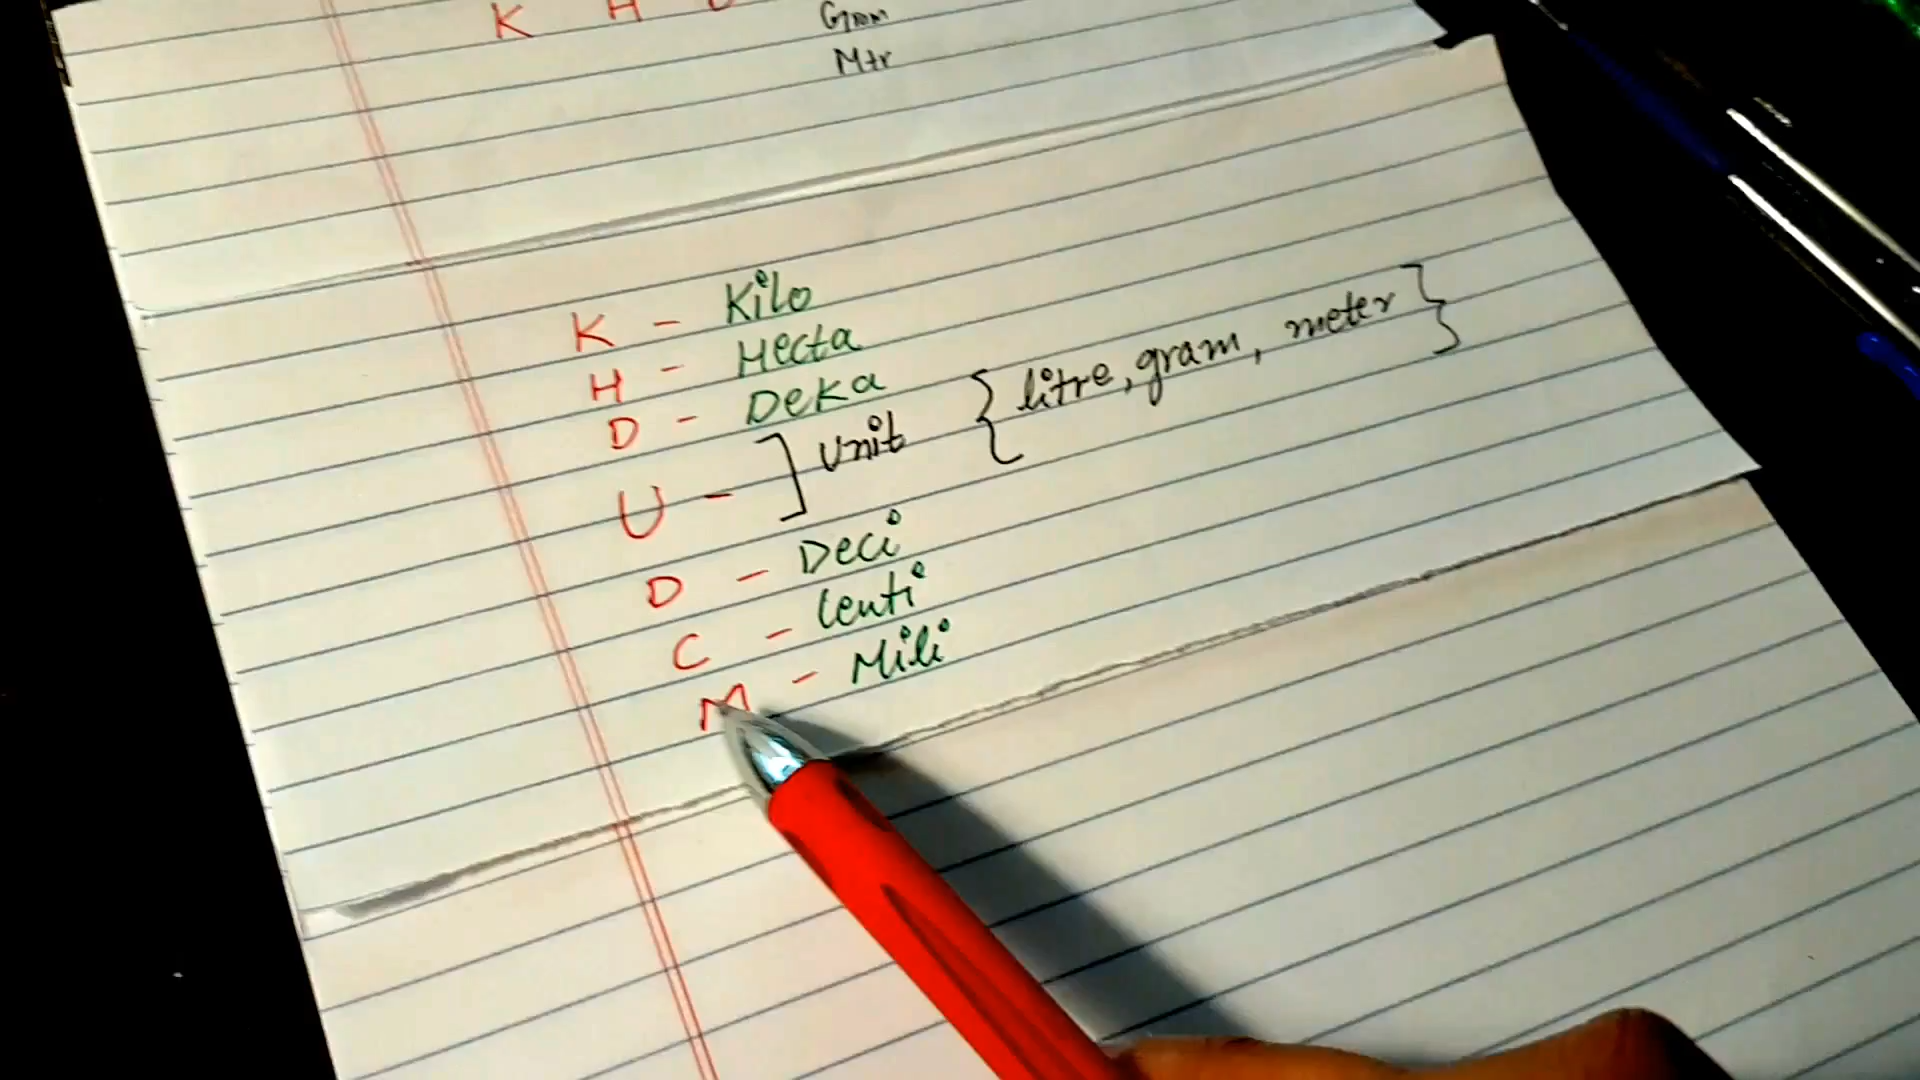 K H
Gram
Mtr
K - Kilo
H - Hecta
D - Deka
U - ] Unit { litre, gram, meter }
D - Deci
C - Centi
M - Mili